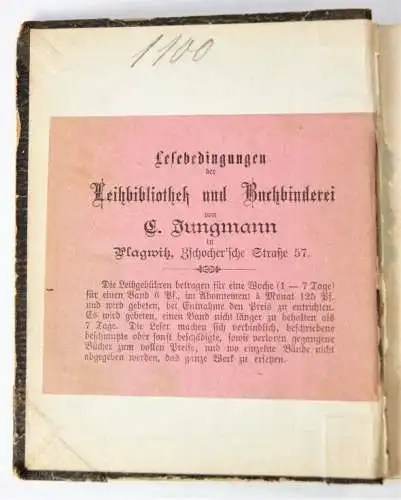 1100
Lesebedingungen
der
Leihbibliothek und Buchbinderei
von
C. Jungmann
in
Plagwitz, Zschocher'sche Straße 57.
Die Leihgebühren betragen für eine Woche (1 — 7 Tage)
für einen Band 6 Pf., im Abonnement à Monat 125 Pf.
und wird gebeten, bei Entnahme den Preis zu entrichten.
Es wird gebeten, einen Band nicht länger zu behalten als
7 Tage. Die Leser machen sich verbindlich, beschriebene
beschmutzte oder sonst beschädigte, sowie verloren gegangene
Bücher zum vollen Preise, und wo einzelne Bände nicht
abgegeben werden, das ganze Werk zu ersetzen.